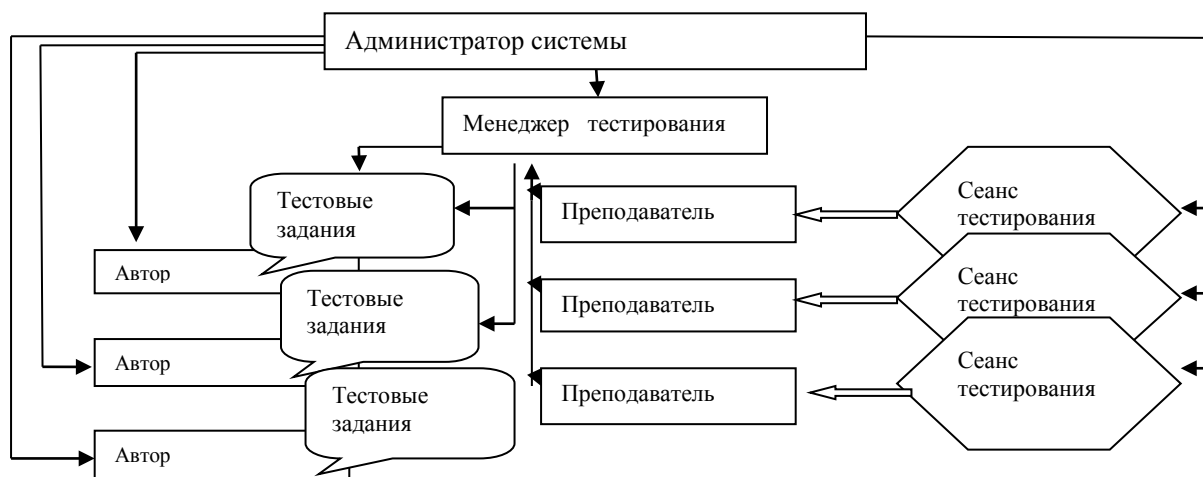 Администратор системы
Менеджер тестирования
Тестовые
задания
Преподаватель
Сеанс
тестирования
Автор
Тестовые
задания
Преподаватель
Сеанс
тестирования
Автор
Тестовые
задания
Преподаватель
Сеанс
тестирования
Автор